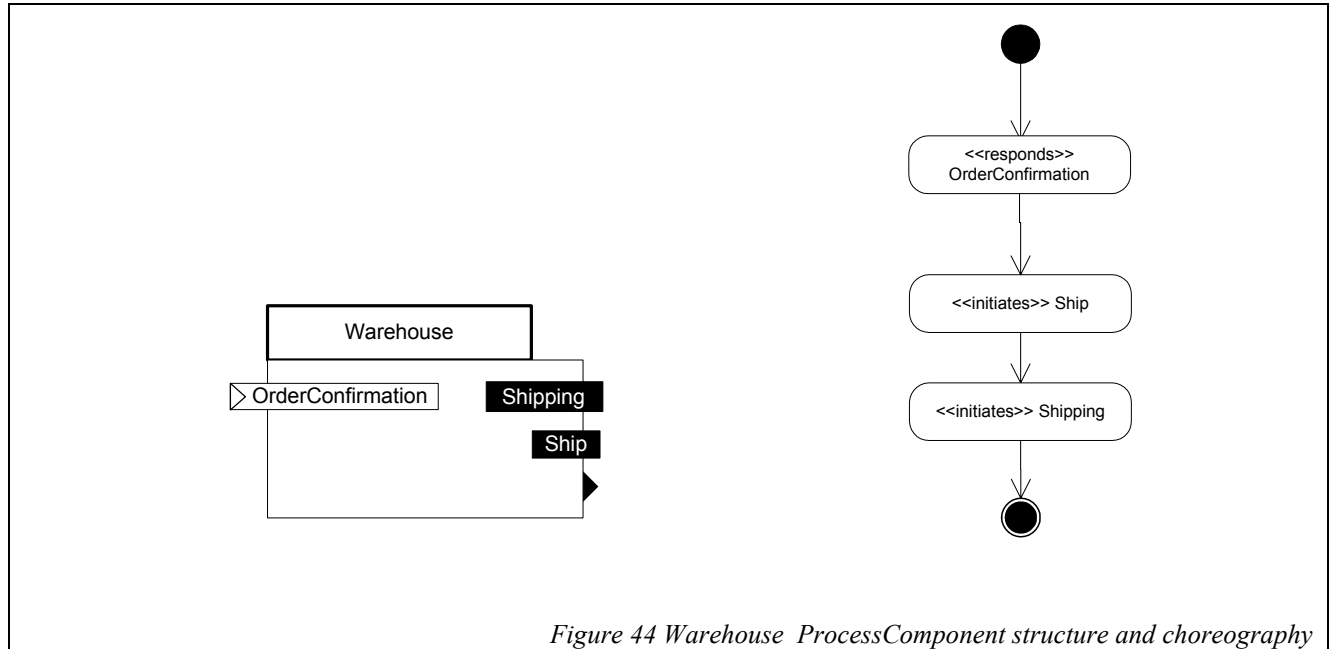 <<responds>>
OrderConfirmation
<<initiates>> Ship
Warehouse
OrderConfirmation
Shipping
<<initiates>> Shipping
Ship
Figure 44 Warehouse ProcessComponent structure and choreography